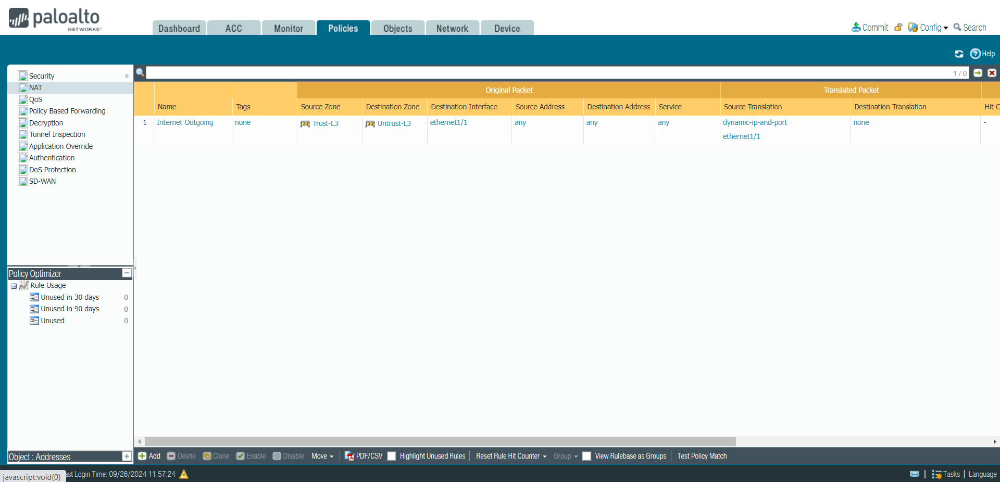 paloalto
NETWORKS
Dashboard ACC Monitor Policies Objects Network Device
Commit Config Search
Help
Security
NAT
QoS
Policy Based Forwarding
Decryption
Tunnel Inspection
Application Override
Authentication
DoS Protection
SD-WAN
1 / 0
Original Packet Translated Packet
Name Tags Source Zone Destination Zone Destination Interface Source Address Destination Address Service Source Translation Destination Translation Hit C
1 Internet Outgoing none Trust-L3 Untrust-L3 ethernet1/1 any any any dynamic-ip-and-port none -
ethernet1/1
Policy Optimizer
Rule Usage
Unused in 30 days 0
Unused in 90 days 0
Unused 0
Object : Addresses
Add Delete Clone Enable Disable Move PDF/CSV Highlight Unused Rules Reset Rule Hit Counter Group View Rulebase as Groups Test Policy Match
javascript:void(0) ast Login Time: 09/26/2024 11:57:24 Tasks Language